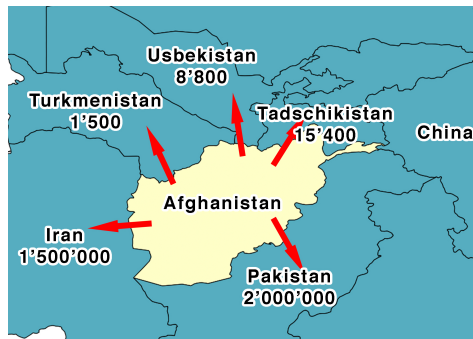 Usbekistan
8’800
Turkmenistan
1’500
Tadschikistan
15’400
China
Afghanistan
Iran
1’500’000
Pakistan
2’000’000